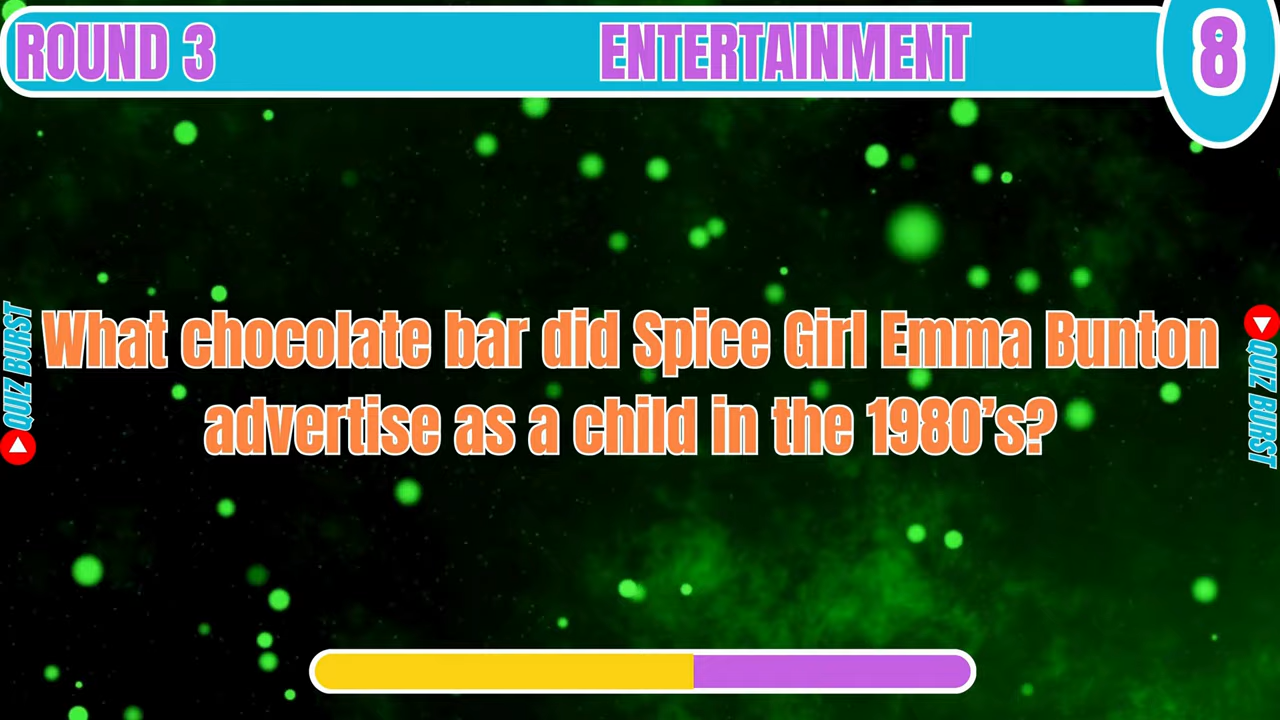 ROUND 3
ENTERTAINMENT
8
What chocolate bar did Spice Girl Emma Bunton
advertise as a child in the 1980’s?
QUIZ BURST
QUIZ BURST